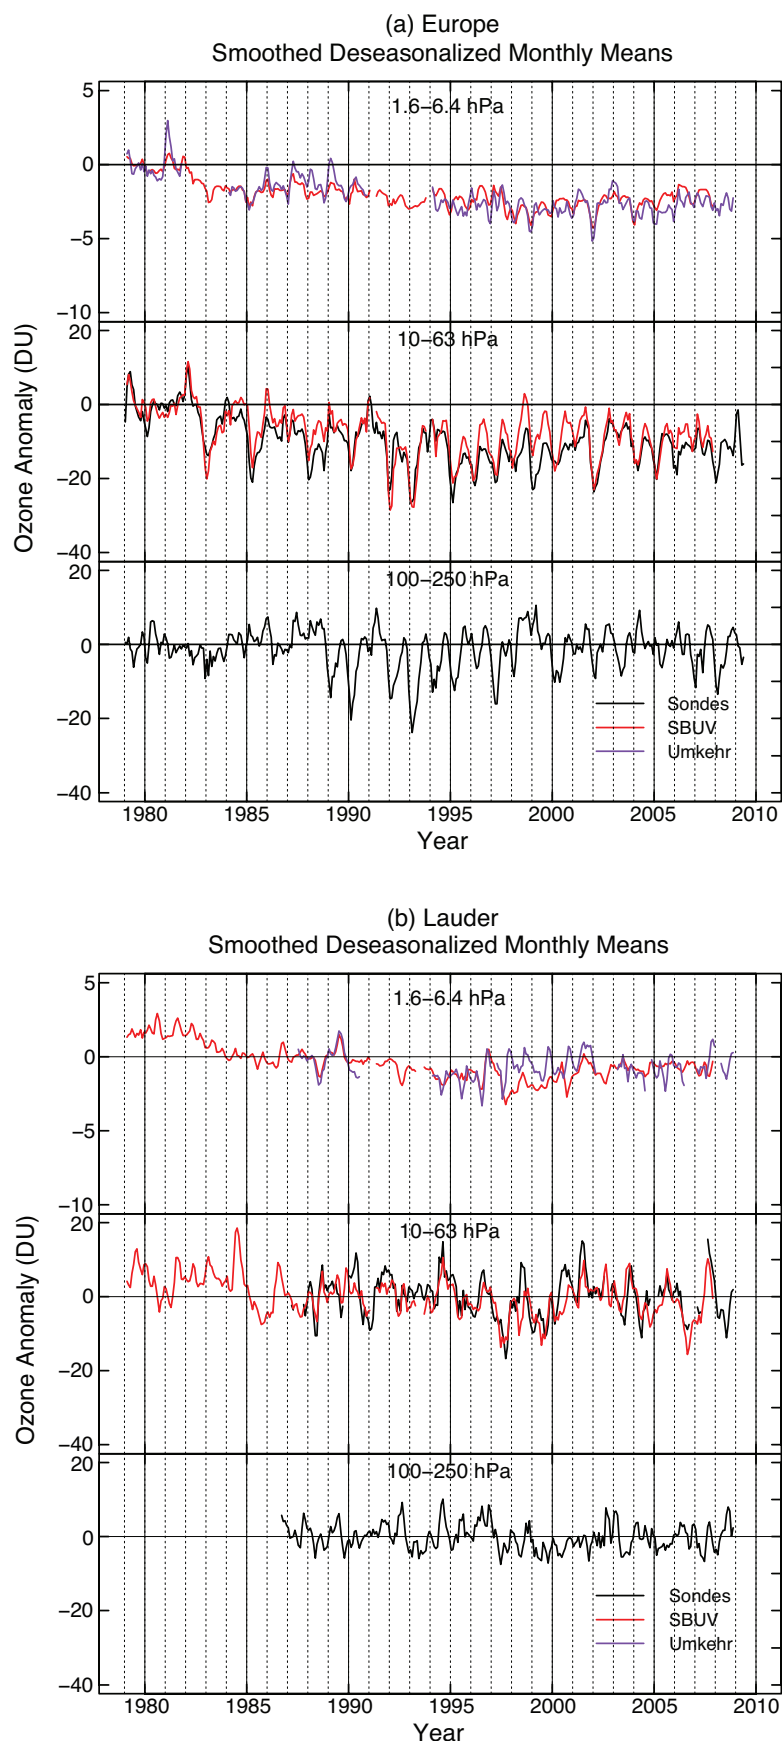 (a) Europe
Smoothed Deseasonalized Monthly Means
Ozone Anomaly (DU)
1.6–6.4 hPa
5
0
−5
−10
10–63 hPa
20
0
−20
−40
100–250 hPa
20
0
−20
−40
Sondes
SBUV
Umkehr
1980 1985 1990 1995 2000 2005 2010
Year
(b) Lauder
Smoothed Deseasonalized Monthly Means
Ozone Anomaly (DU)
1.6–6.4 hPa
5
0
−5
−10
10–63 hPa
20
0
−20
−40
100–250 hPa
20
0
−20
−40
Sondes
SBUV
Umkehr
1980 1985 1990 1995 2000 2005 2010
Year